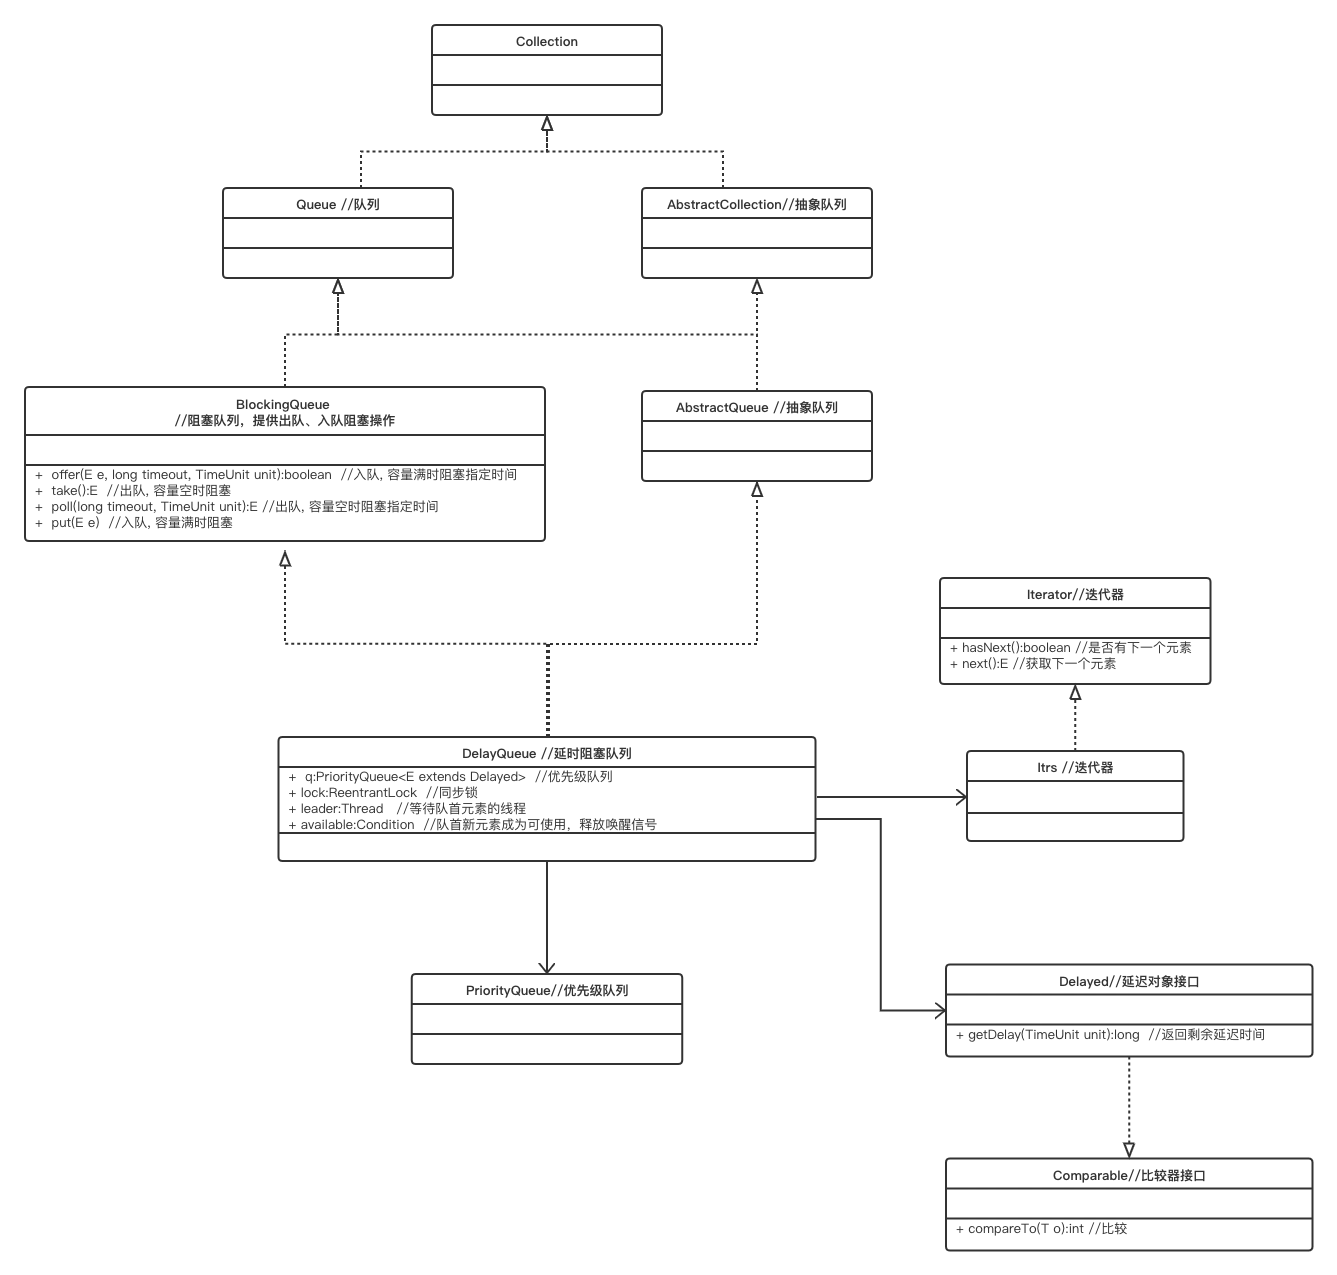 Collection
Queue //队列
AbstractCollection//抽象队列
BlockingQueue
//阻塞队列，提供出队、入队阻塞操作
+ offer(E e, long timeout, TimeUnit unit):boolean //入队, 容量满时阻塞指定时间
+ take():E //出队, 容量空时阻塞
+ poll(long timeout, TimeUnit unit):E //出队, 容量空时阻塞指定时间
+ put(E e) //入队, 容量满时阻塞
AbstractQueue //抽象队列
Iterator//迭代器
+ hasNext():boolean //是否有下一个元素
+ next():E //获取下一个元素
DelayQueue //延时阻塞队列
+ q:PriorityQueue<E extends Delayed> //优先级队列
+ lock:ReentrantLock //同步锁
+ leader:Thread //等待队首元素的线程
+ available:Condition //队首新元素成为可使用，释放唤醒信号
Itrs //迭代器
PriorityQueue//优先级队列
Delayed//延迟对象接口
+ getDelay(TimeUnit unit):long //返回剩余延迟时间
Comparable//比较器接口
+ compareTo(T o):int //比较